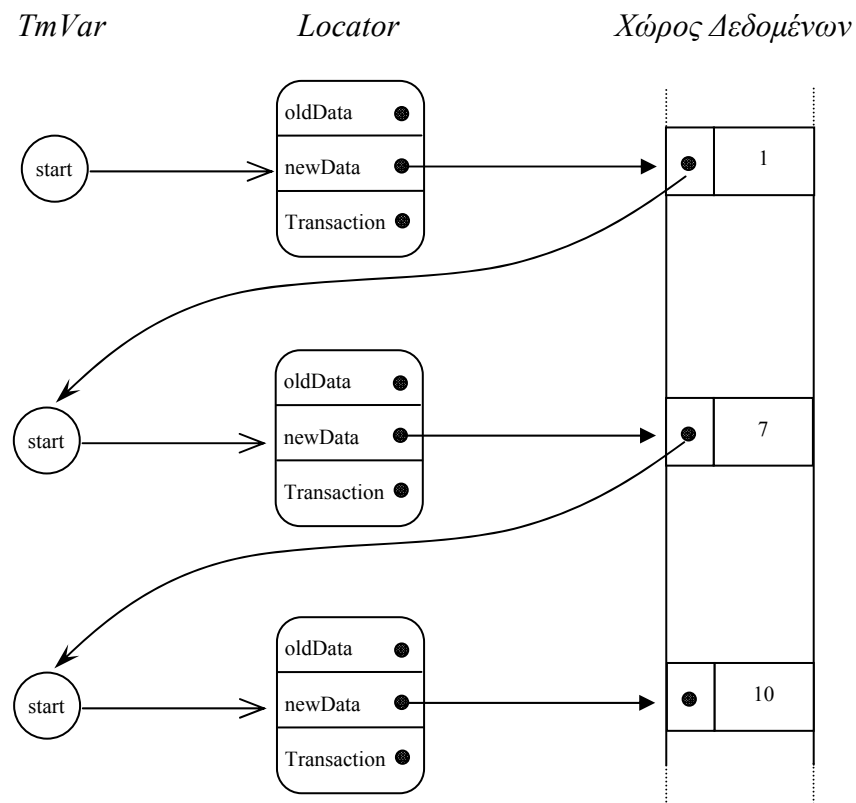 TmVar Locator Χώρος Δεδομένων
oldData
start newData 1
Transaction
oldData
start newData 7
Transaction
oldData
start newData 10
Transaction